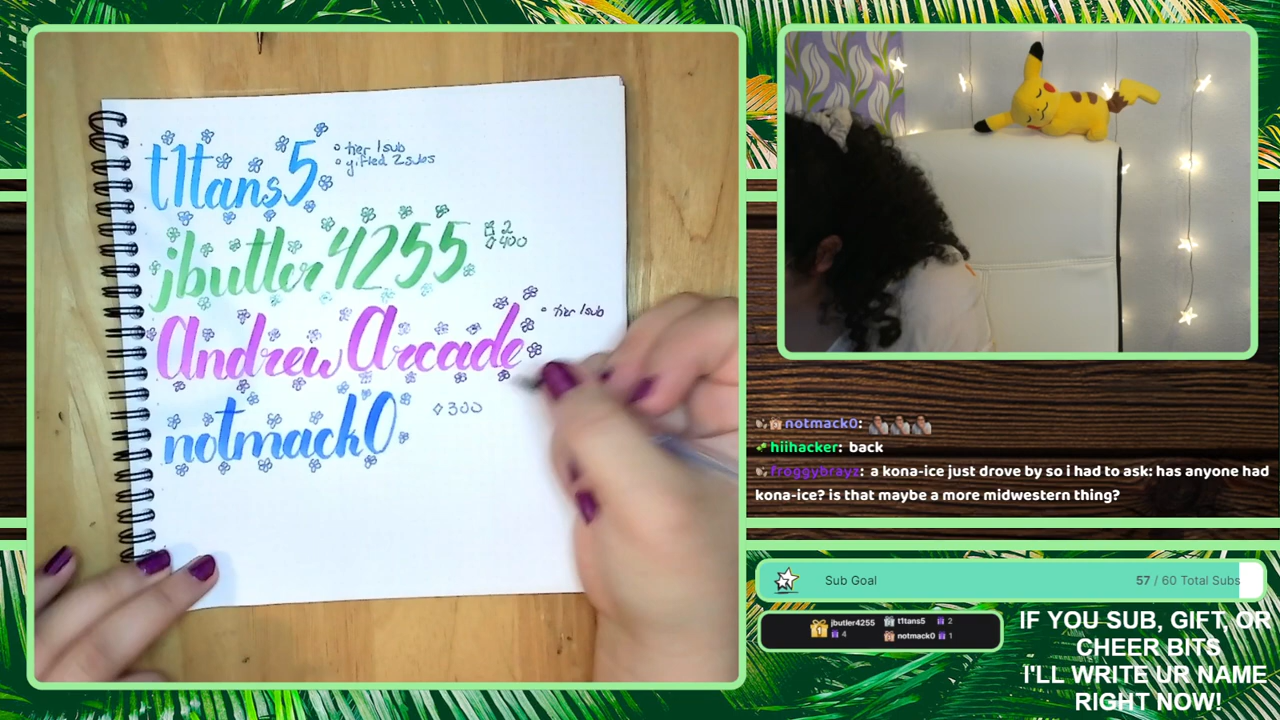 t1tans5
• tier 1 sub
• gifted 2 subs
jbutler4255
2
400
AndrewArcade
• tier 1 sub
notmack0
300
notmack0:
hiihacker: back
froggyBrayz: a kona-ice just drove by so i had to ask: has anyone had
kona-ice? is that maybe a more midwestern thing?
Sub Goal 57 / 60 Total Subs
1 jbutler4255 4
t1tans5 2
notmack0 1
IF YOU SUB, GIFT, OR
CHEER BITS
I'LL WRITE UR NAME
RIGHT NOW!